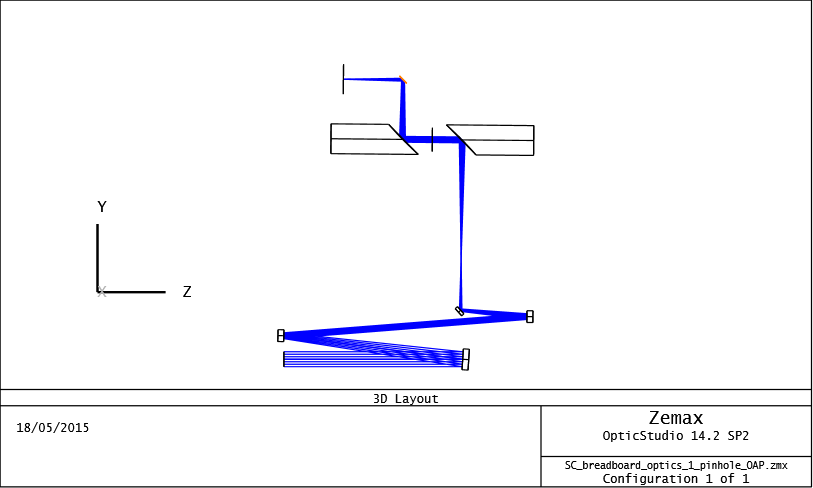 Y
X
Z
3D Layout
18/05/2015
Zemax
OpticStudio 14.2 SP2
SC_breadboard_optics_1_pinhole_OAP.zmx
Configuration 1 of 1